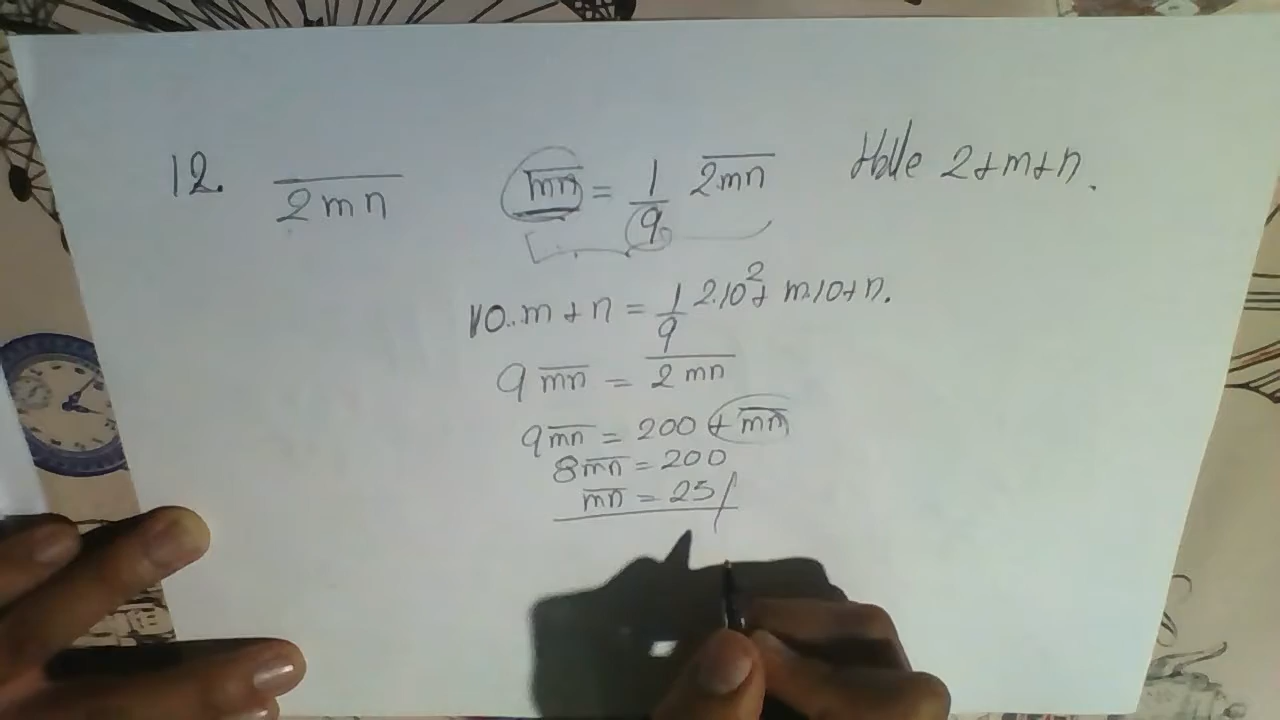 12. 2mn mn = 1/9 2mn Halle 2+m+n.
10.m+n = 1/9 2.10²+ m.10+n.
9 mn = 2mn
9mn = 200 + mn
8mn = 200
mn = 25